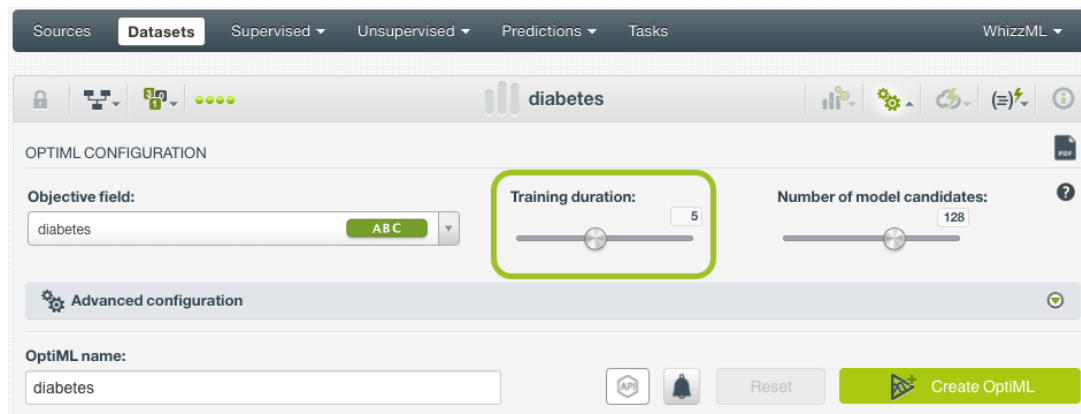 Sources Datasets Supervised Unsupervised Predictions Tasks WhizzML
diabetes
OPTIML CONFIGURATION
PDF
Objective field:
diabetes ABC
Training duration:
5
Number of model candidates:
128
Advanced configuration
OptiML name:
diabetes
API
Reset
Create OptiML